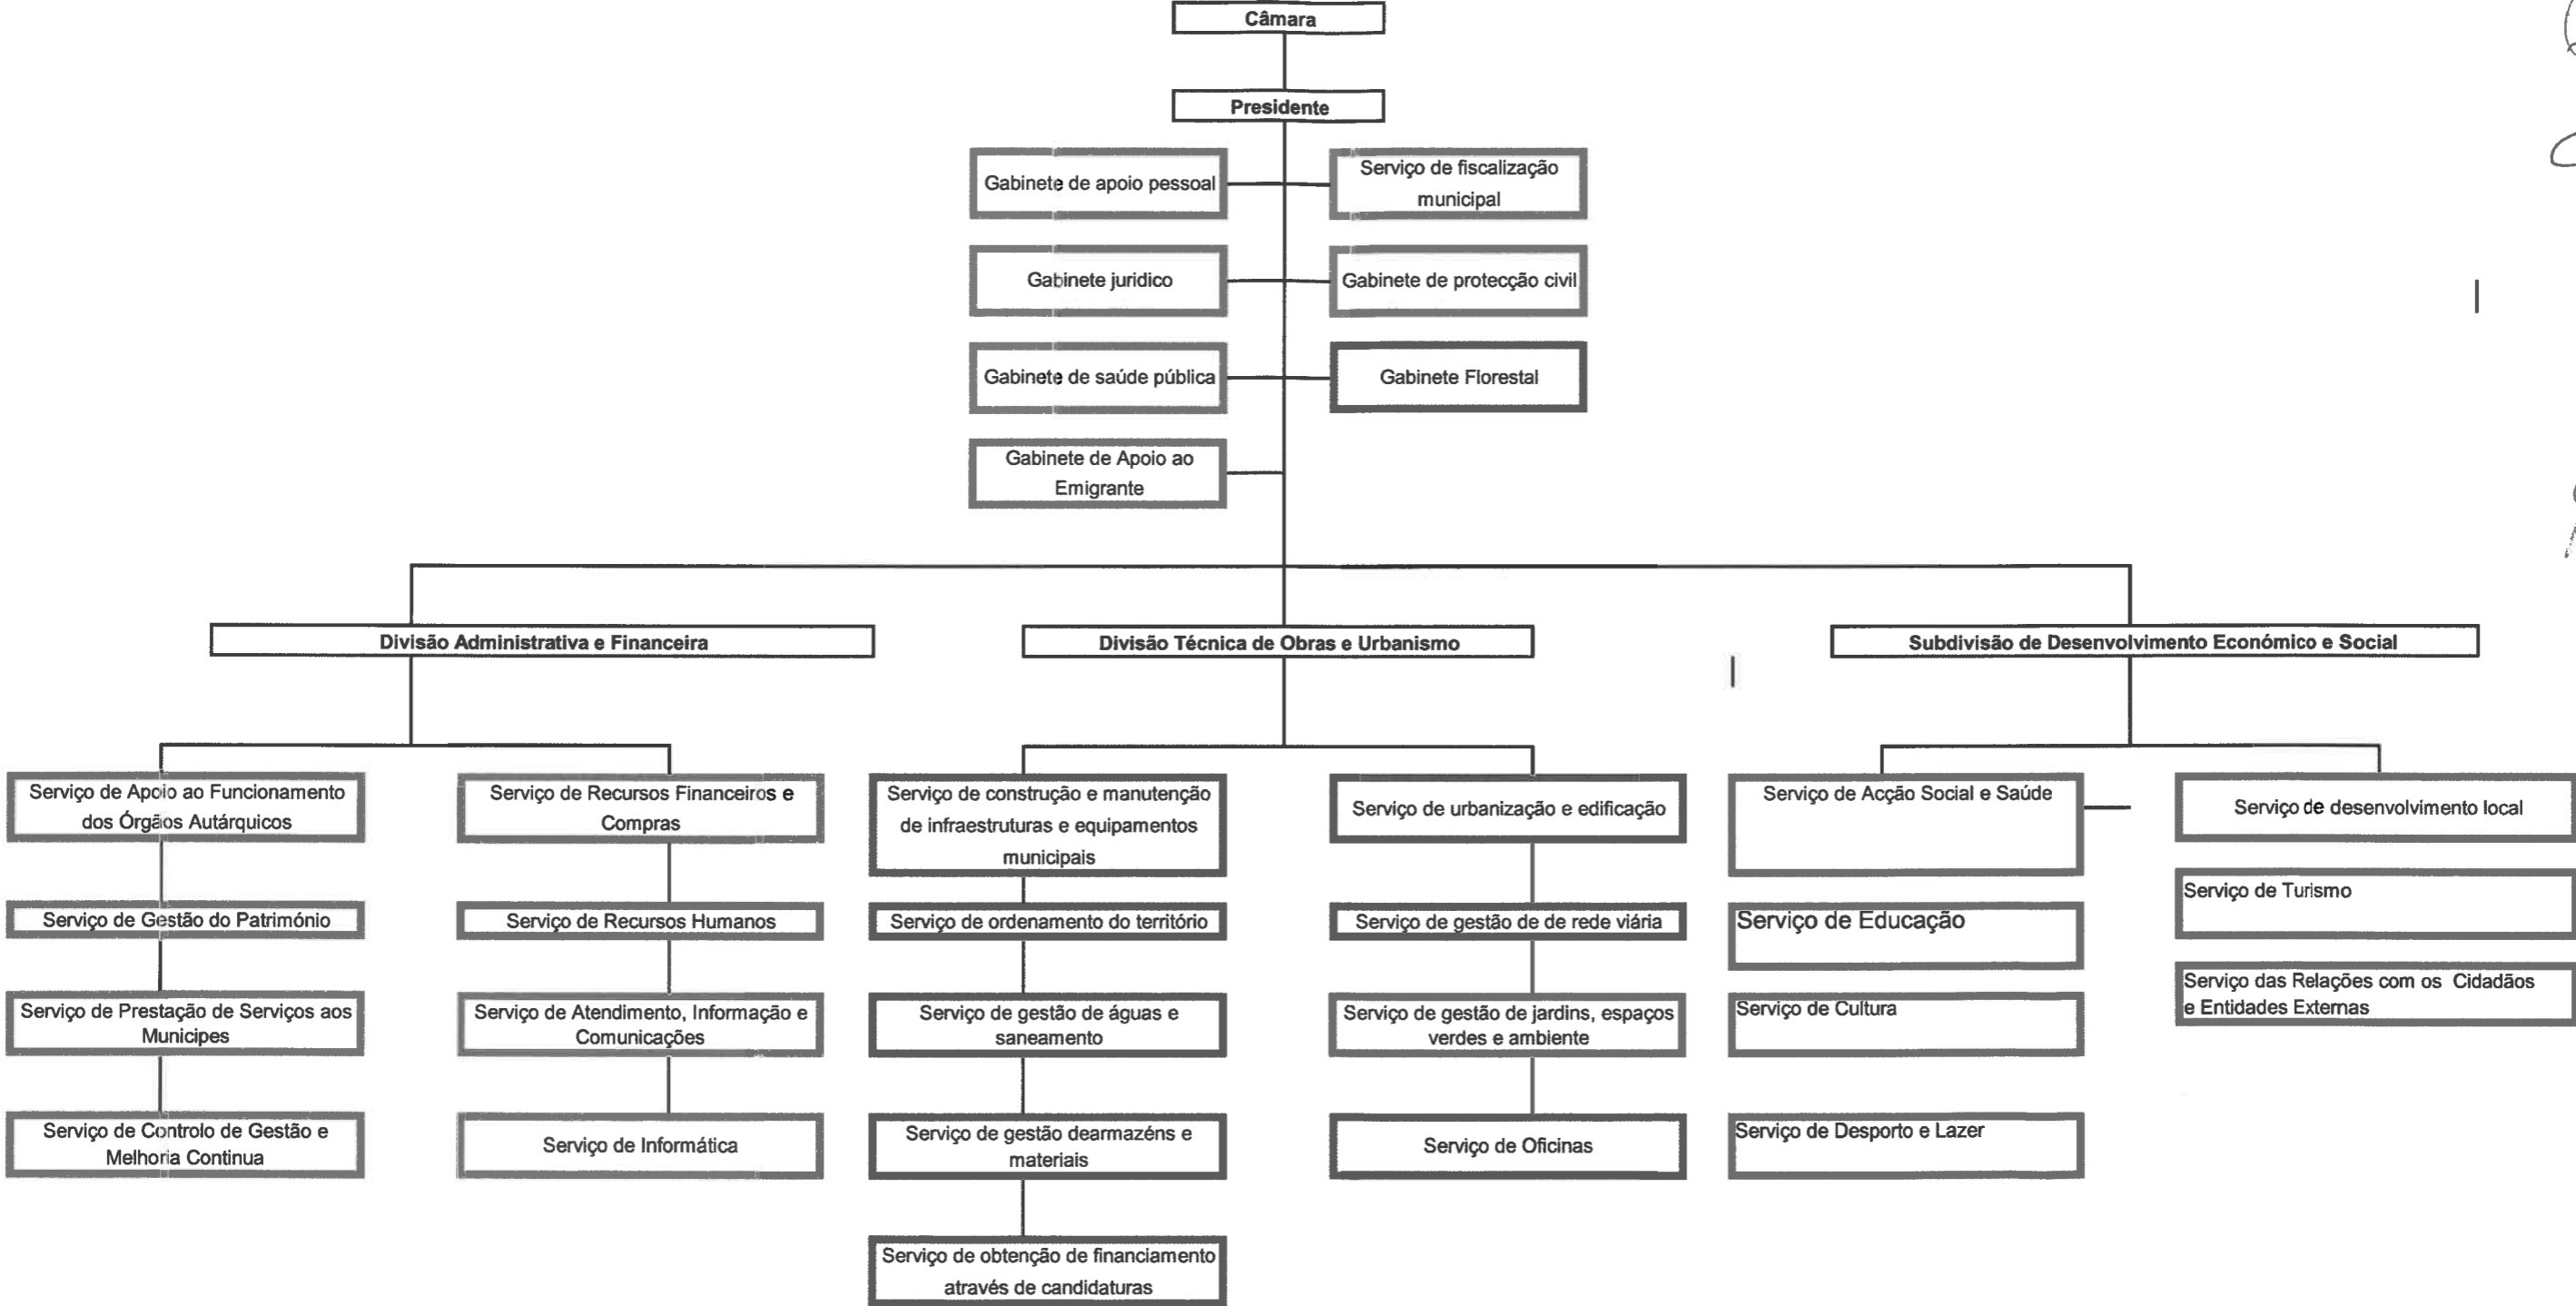 Câmara
Presidente
Gabinete de apoio pessoal
Serviço de fiscalização
municipal
Gabinete juridico
Gabinete de protecção civil
Gabinete de saúde pública
Gabinete Florestal
Gabinete de Apoio ao
Emigrante
Divisão Administrativa e Financeira
Divisão Técnica de Obras e Urbanismo
Subdivisão de Desenvolvimento Económico e Social
Serviço de Apoio ao Funcionamento
dos Órgãos Autárquicos
Serviço de Gestão do Património
Serviço de Prestação de Serviços aos
Municipes
Serviço de Controlo de Gestão e
Melhoria Continua
Serviço de Recursos Financeiros e
Compras
Serviço de Recursos Humanos
Serviço de Atendimento, Informação e
Comunicações
Serviço de Informática
Serviço de construção e manutenção
de infraestruturas e equipamentos
municipais
Serviço de ordenamento do território
Serviço de gestão de águas e
saneamento
Serviço de gestão dearmazéns e
materiais
Serviço de obtenção de financiamento
através de candidaturas
Serviço de urbanização e edificação
Serviço de gestão de de rede viária
Serviço de gestão de jardins, espaços
verdes e ambiente
Serviço de Oficinas
Serviço de Acção Social e Saúde
Serviço de Educação
Serviço de Cultura
Serviço de Desporto e Lazer
Serviço de desenvolvimento local
Serviço de Turismo
Serviço das Relações com os Cidadãos
e Entidades Externas